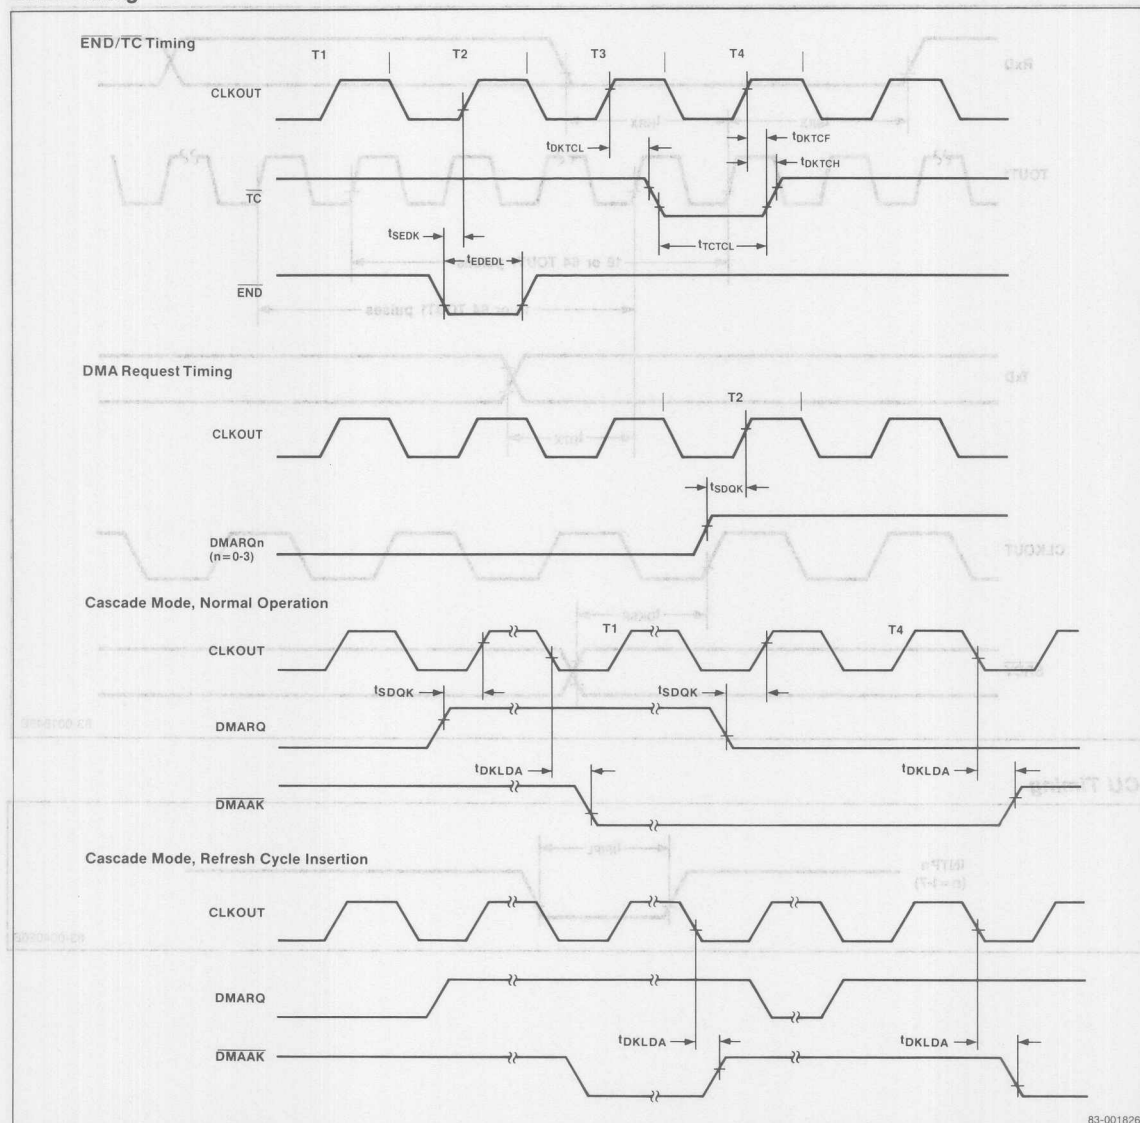 END/TC Timing
T1 T2 T3 T4
CLKOUT
tDKTCL
tDKTCF
tDKTCH
TC
tSEDK
tTCTCL
tEDEDL
END
DMA Request Timing
T2
CLKOUT
tSDQK
DMARQn
(n=0-3)
Cascade Mode, Normal Operation
T1 T4
CLKOUT
tSDQK tSDQK
DMARQ
tDKLDA tDKLDA
DMAAK
Cascade Mode, Refresh Cycle Insertion
CLKOUT
DMARQ
tDKLDA tDKLDA
DMAAK
83-001826